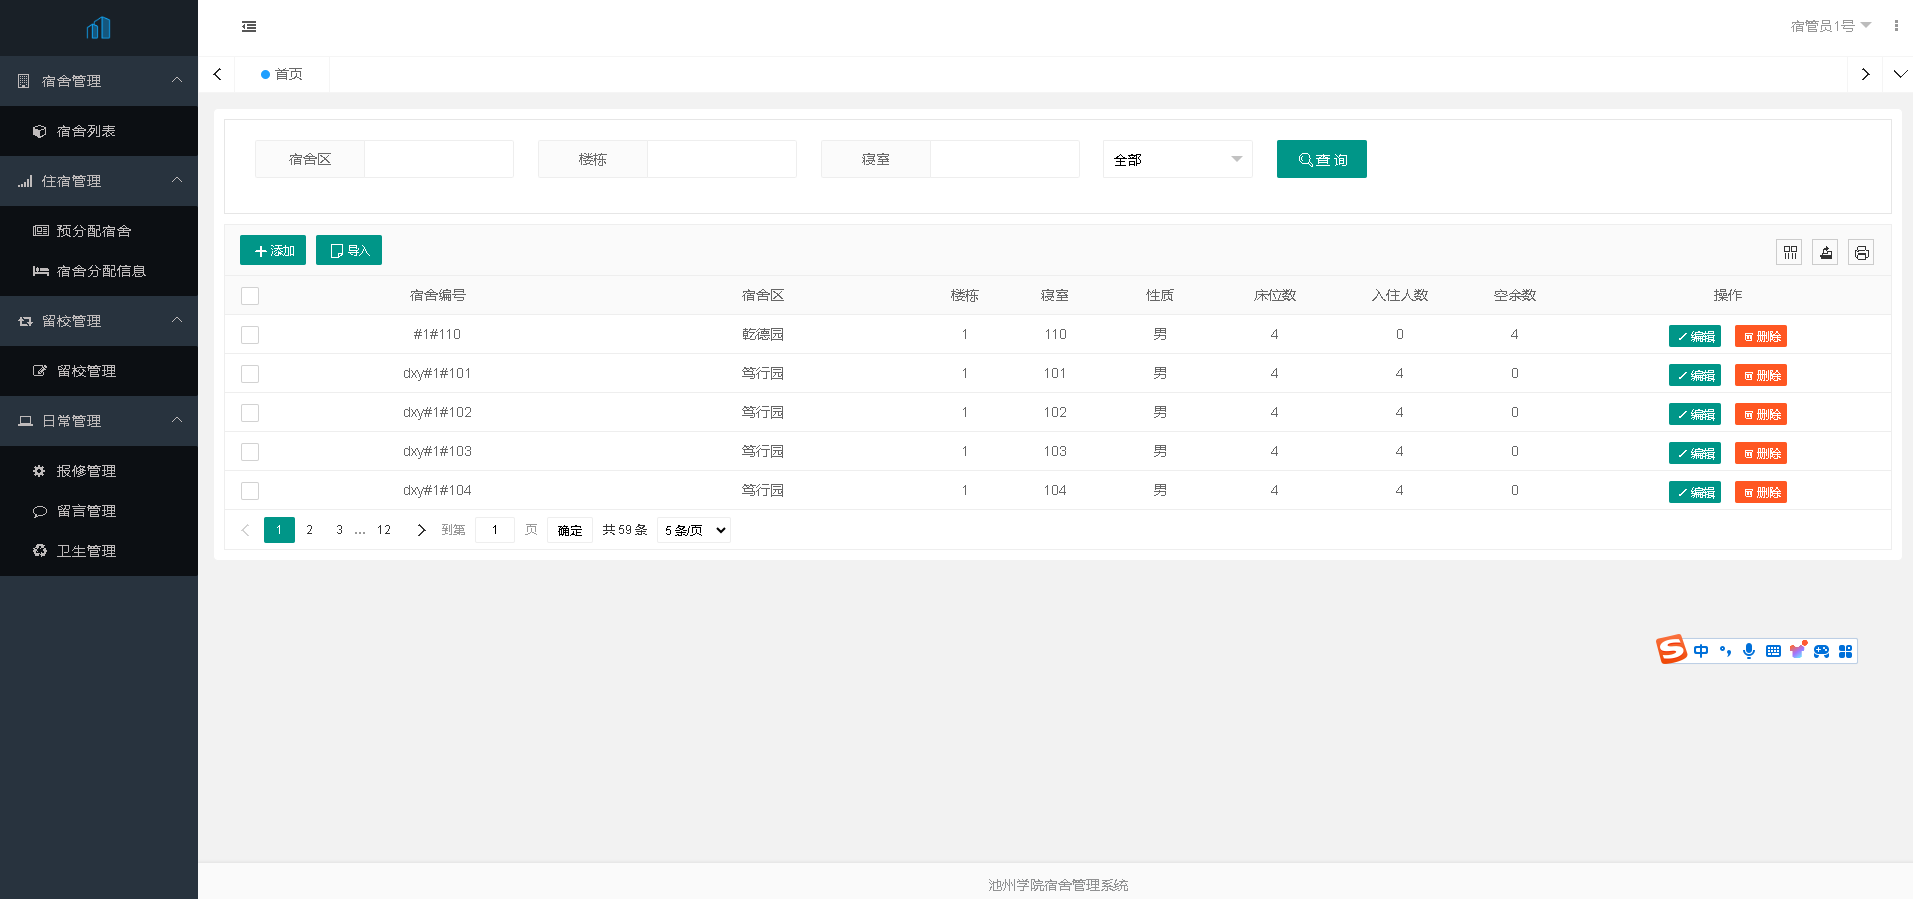 宿管员1号
宿舍管理
宿舍列表
住宿管理
预分配宿舍
宿舍分配信息
留校管理
留校管理
日常管理
报修管理
留言管理
卫生管理
首页
宿舍区 楼栋 寝室 全部 查 询
添加 导入
宿舍编号 宿舍区 楼栋 寝室 性质 床位数 入住人数 空余数 操作
#1#110 乾德园 1 110 男 4 0 4 编辑 删除
dxy#1#101 笃行园 1 101 男 4 4 0 编辑 删除
dxy#1#102 笃行园 1 102 男 4 4 0 编辑 删除
dxy#1#103 笃行园 1 103 男 4 4 0 编辑 删除
dxy#1#104 笃行园 1 104 男 4 4 0 编辑 删除
1 2 3 … 12 到第 1 页 确定 共 59 条 5 条/页
S 中 °,
池州学院宿舍管理系统